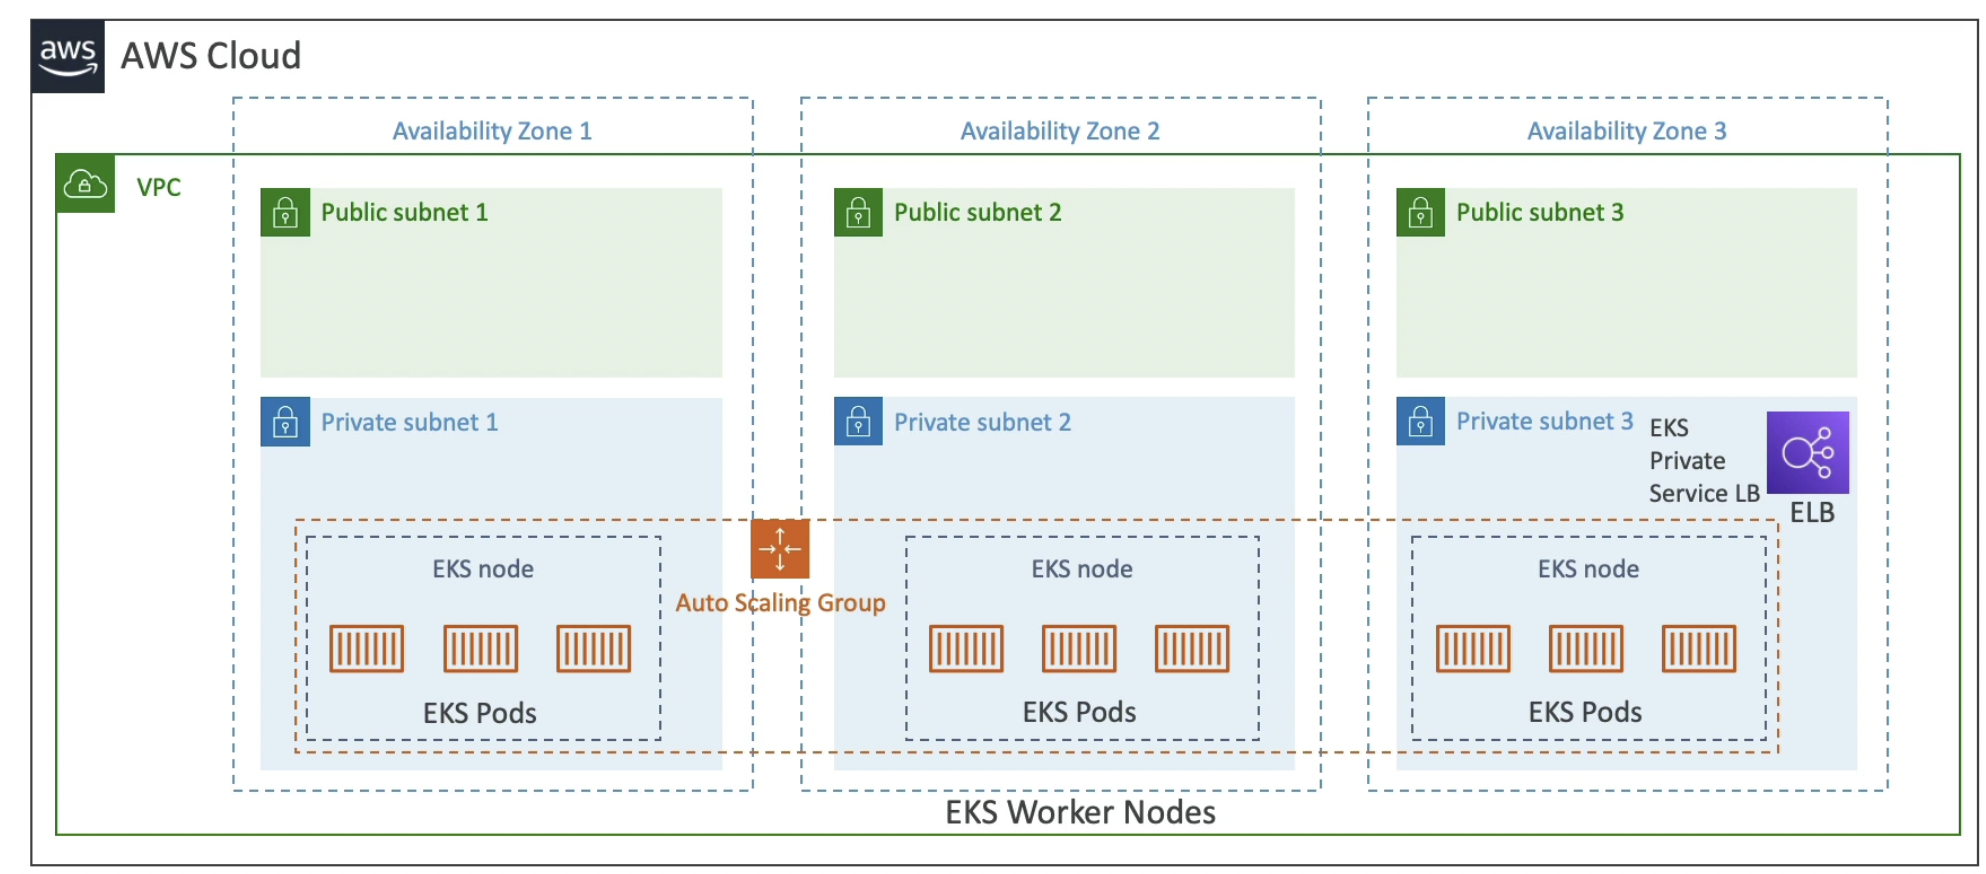 aws
AWS Cloud
Availability Zone 1
Availability Zone 2
Availability Zone 3
VPC
Public subnet 1
Public subnet 2
Public subnet 3
Private subnet 1
Private subnet 2
Private subnet 3
EKS
Private
Service LB
ELB
EKS node
EKS node
EKS node
Auto Scaling Group
EKS Pods
EKS Pods
EKS Pods
EKS Worker Nodes